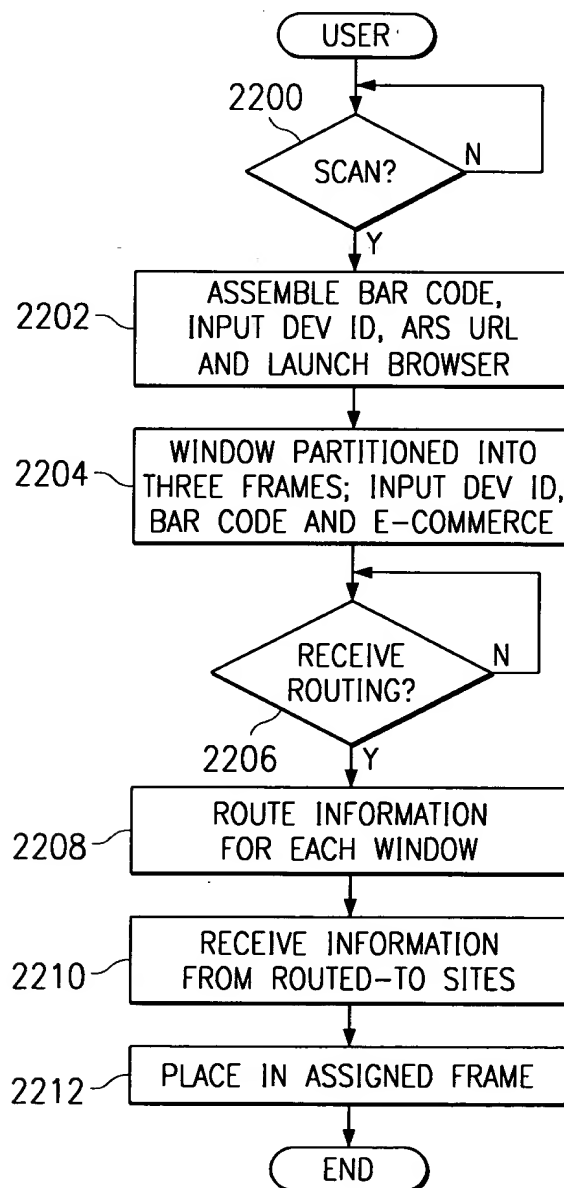 USER
2200
SCAN?
N
Y
2202
ASSEMBLE BAR CODE,
INPUT DEV ID, ARS URL
AND LAUNCH BROWSER
2204
WINDOW PARTITIONED INTO
THREE FRAMES; INPUT DEV ID,
BAR CODE AND E-COMMERCE
RECEIVE
ROUTING?
N
2206
Y
2208
ROUTE INFORMATION
FOR EACH WINDOW
2210
RECEIVE INFORMATION
FROM ROUTED-TO SITES
2212
PLACE IN ASSIGNED FRAME
END